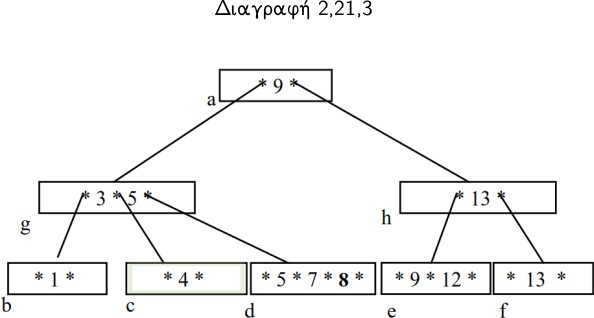 Διαγραφή 2,21,3
* 9 *
a
* 3 * 5 *
g
* 13 *
h
* 1 *
b
* 4 *
c
* 5 * 7 * 8 *
d
* 9 * 12 *
e
* 13 *
f